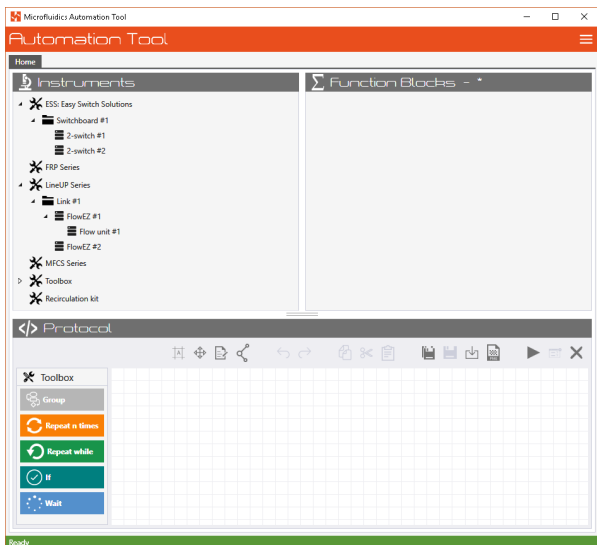 Microfluidics Automation Tool
Automation Tool
Home
Instruments
ESS: Easy Switch Solutions
Switchboard #1
2-switch #1
2-switch #2
FRP Series
LineUP Series
Link #1
FlowEZ #1
Flow unit #1
FlowEZ #2
MFCS Series
Toolbox
Recirculation kit
Function Blocks - *
</> Protocol
Toolbox
Group
Repeat n times
Repeat while
If
Wait
Ready